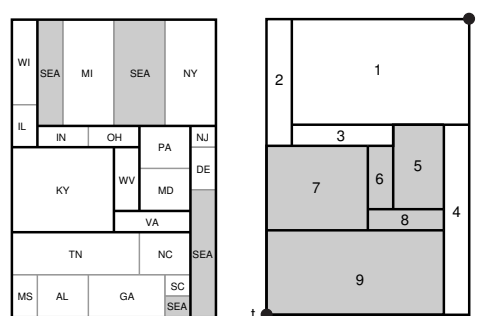 WI
SEA
MI
SEA
NY
IL
IN
OH
PA
NJ
DE
KY
WV
MD
VA
TN
NC
SEA
MS
AL
GA
SC
SEA
1
2
3
4
5
6
7
8
9
t